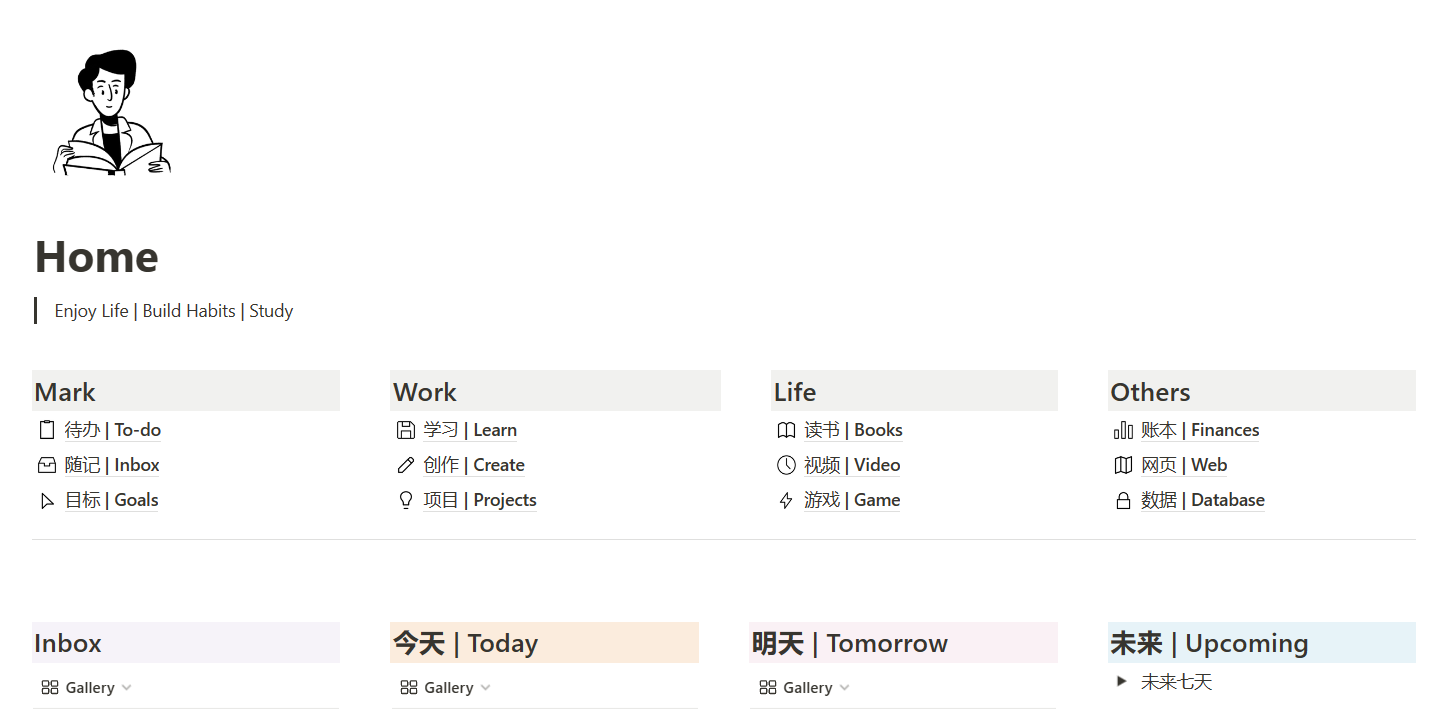 Home
Enjoy Life | Build Habits | Study
Mark
待办 | To-do
随记 | Inbox
目标 | Goals
Work
学习 | Learn
创作 | Create
项目 | Projects
Life
读书 | Books
视频 | Video
游戏 | Game
Others
账本 | Finances
网页 | Web
数据 | Database
Inbox
Gallery
今天 | Today
Gallery
明天 | Tomorrow
Gallery
未来 | Upcoming
未来七天